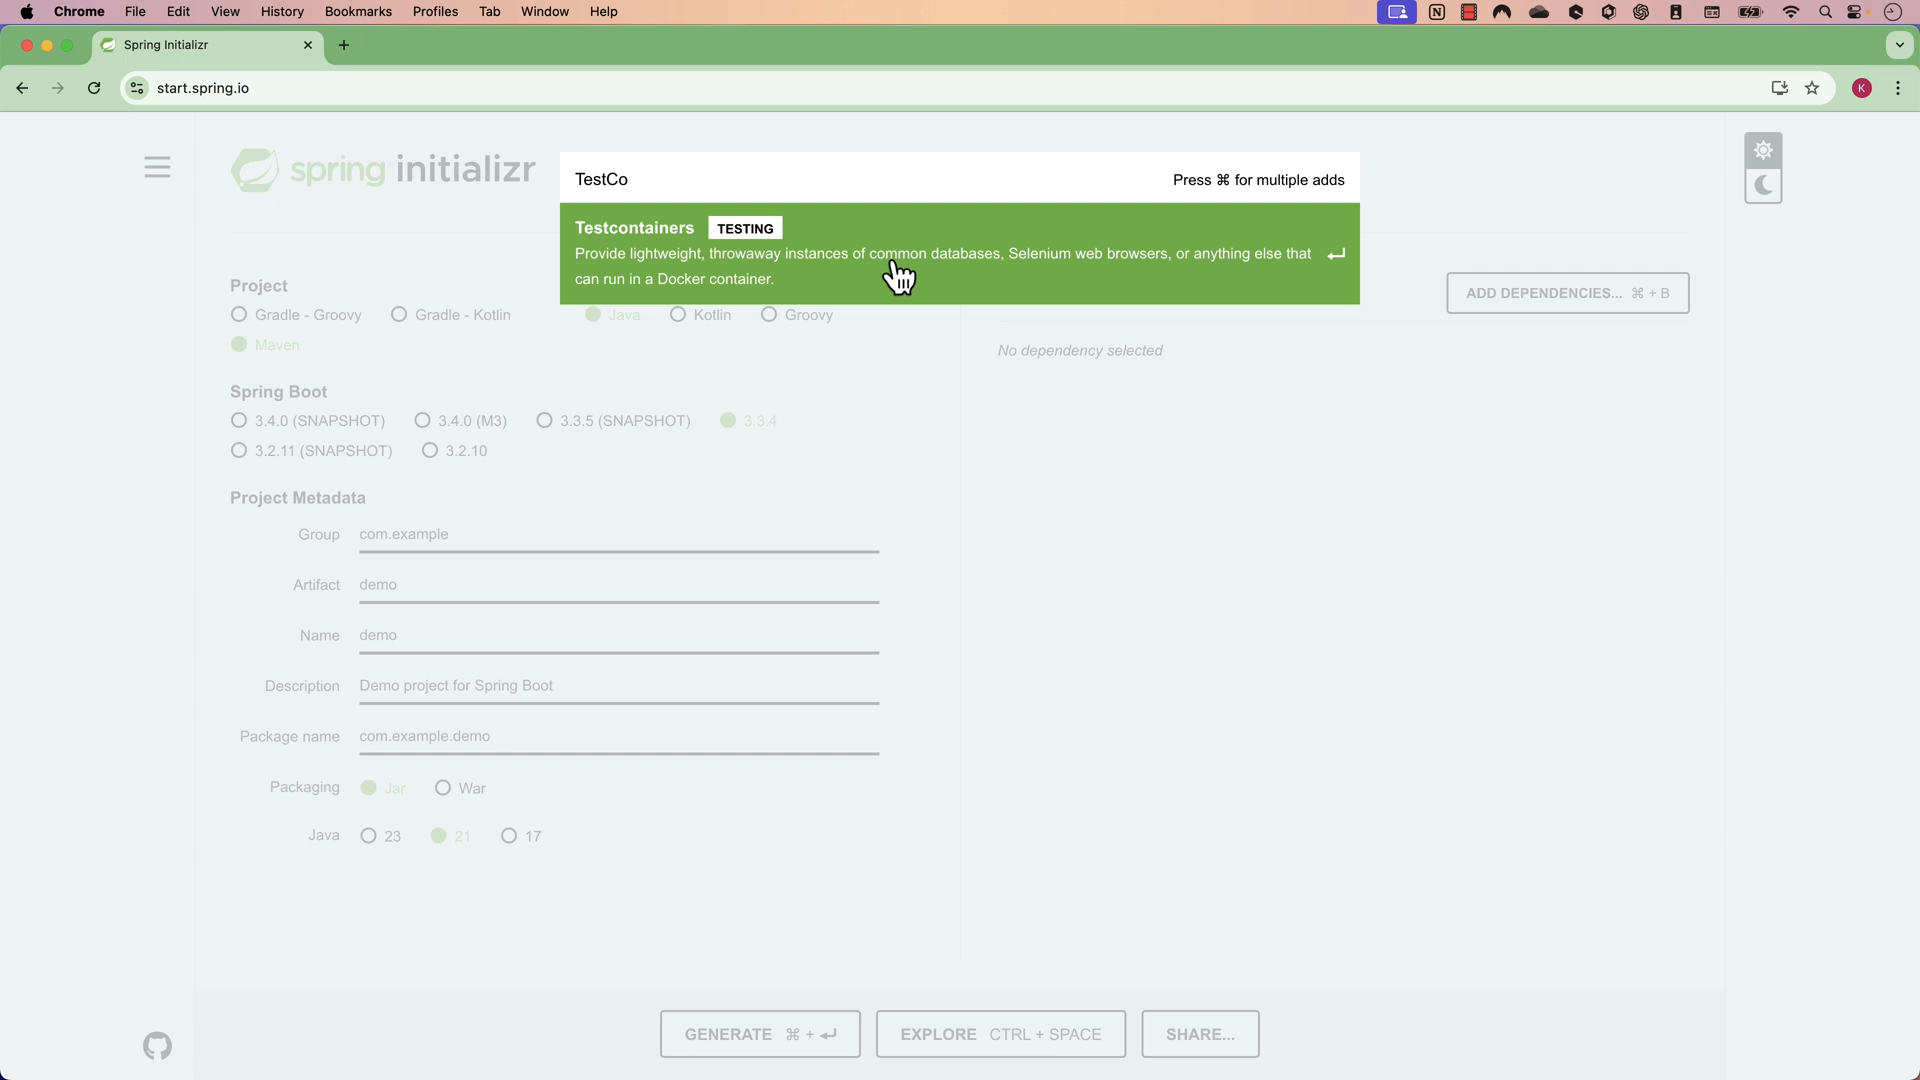 Chrome File Edit View History Bookmarks Profiles Tab Window Help
Spring Initializr
start.spring.io
K
spring initializr
TestCo
Press ⌘ for multiple adds
Testcontainers TESTING
Provide lightweight, throwaway instances of common databases, Selenium web browsers, or anything else that
can run in a Docker container.
Project
Gradle - Groovy Gradle - Kotlin
Maven
Java Kotlin Groovy
ADD DEPENDENCIES... ⌘ + B
No dependency selected
Spring Boot
3.4.0 (SNAPSHOT) 3.4.0 (M3) 3.3.5 (SNAPSHOT) 3.3.4
3.2.11 (SNAPSHOT) 3.2.10
Project Metadata
Group com.example
Artifact demo
Name demo
Description Demo project for Spring Boot
Package name com.example.demo
Packaging Jar War
Java 23 21 17
GENERATE ⌘ + ↵
EXPLORE CTRL + SPACE
SHARE...